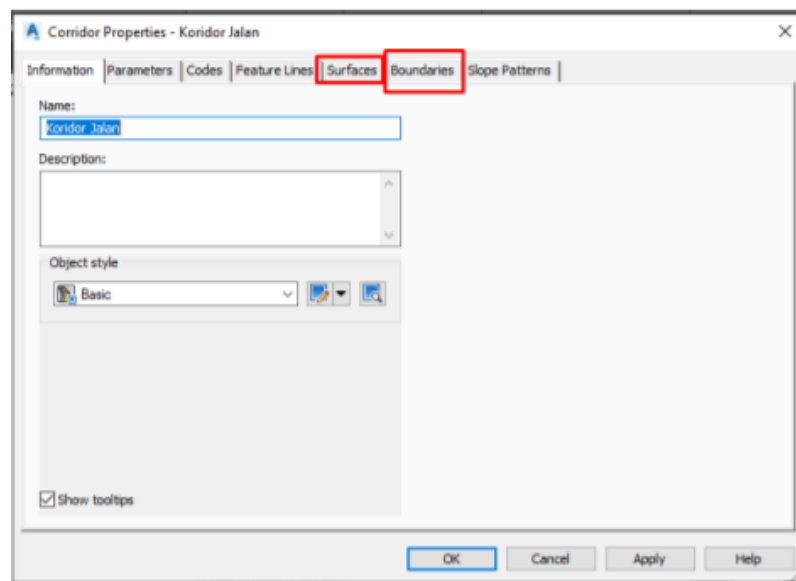 Corridor Properties - Koridor Jalan
Information Parameters Codes Feature Lines Surfaces Boundaries Slope Patterns
Name:
Koridor Jalan
Description:
Object style
Basic
Show tooltips
OK Cancel Apply Help